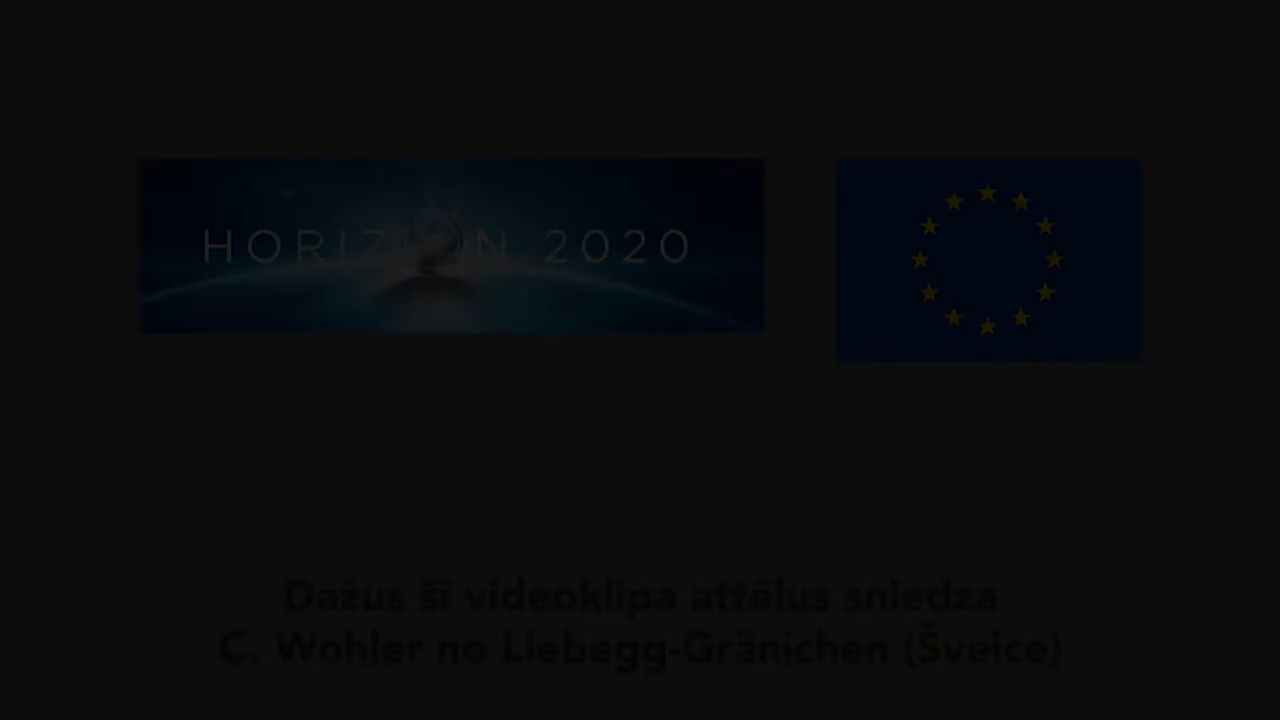 HORIZON 2020
Dažus šī videoklipa attēlus sniedza
C. Wohler no Liebegg-Gränichen (Šveice)